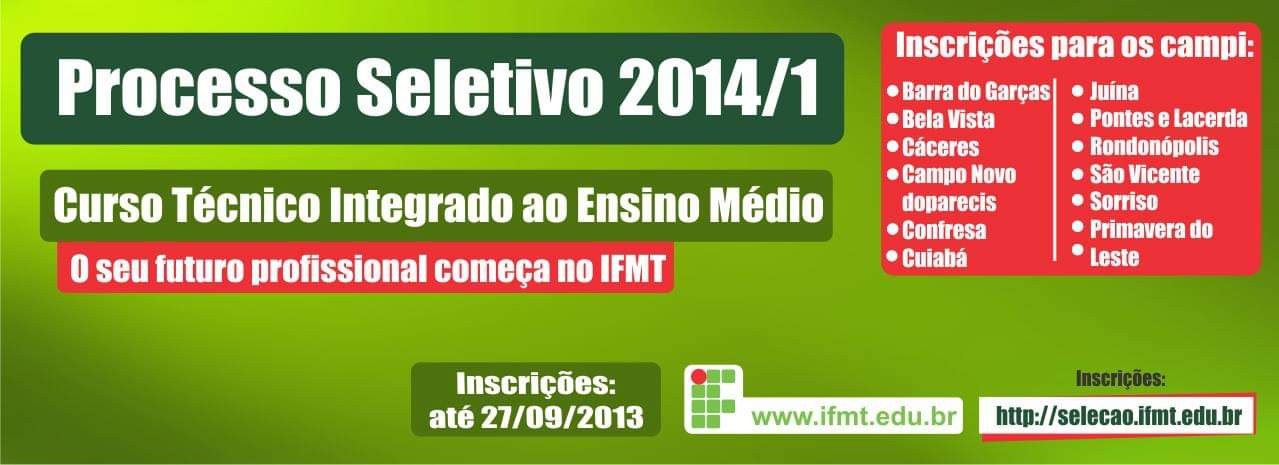 Processo Seletivo 2014/1
Curso Técnico Integrado ao Ensino Médio
O seu futuro profissional começa no IFMT
Inscrições para os campi:
• Barra do Garças
• Bela Vista
• Cáceres
• Campo Novo
doparecis
• Confresa
• Cuiabá
• Juína
• Pontes e Lacerda
• Rondonópolis
• São Vicente
• Sorriso
• Primavera do
• Leste
Inscrições:
até 27/09/2013
www.ifmt.edu.br
Inscrições:
http://selecao.ifmt.edu.br